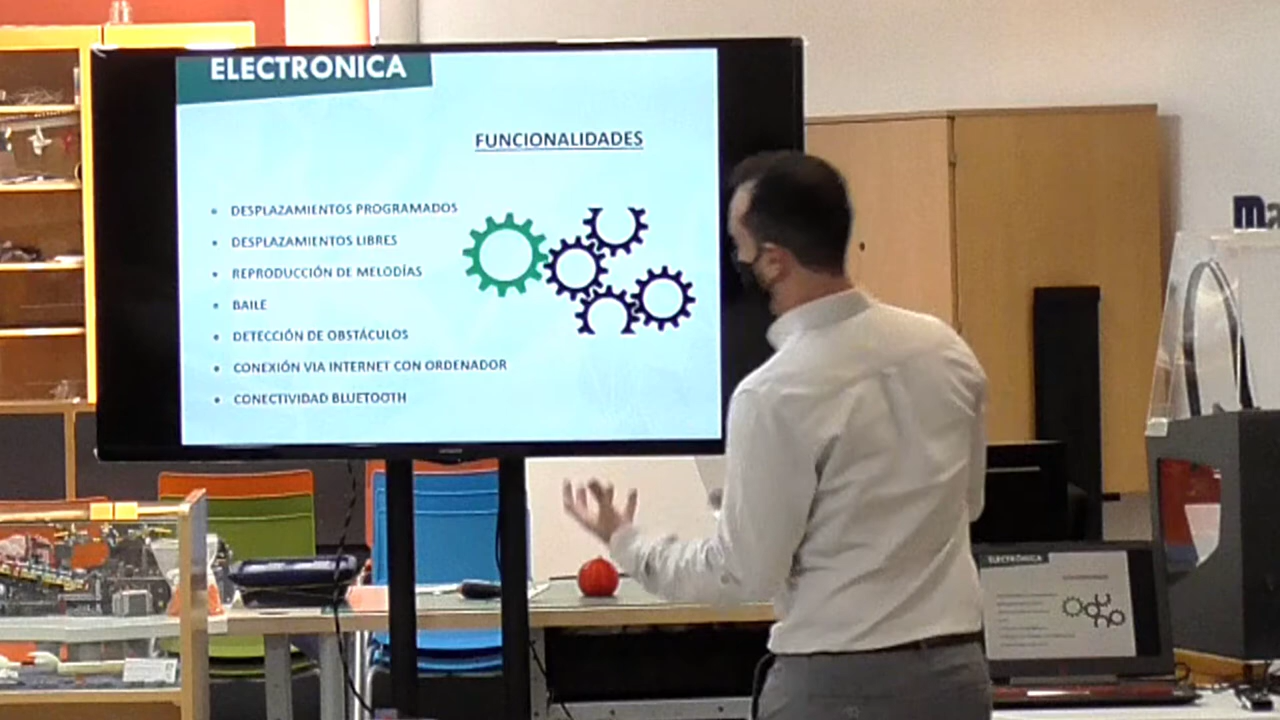 ELECTRONICA
FUNCIONALIDADES
• DESPLAZAMIENTOS PROGRAMADOS
• DESPLAZAMIENTOS LIBRES
• REPRODUCCIÓN DE MELODÍAS
• BAILE
• DETECCIÓN DE OBSTÁCULOS
• CONEXIÓN VIA INTERNET CON ORDENADOR
• CONECTIVIDAD BLUETOOTH
ELECTRÓNICA